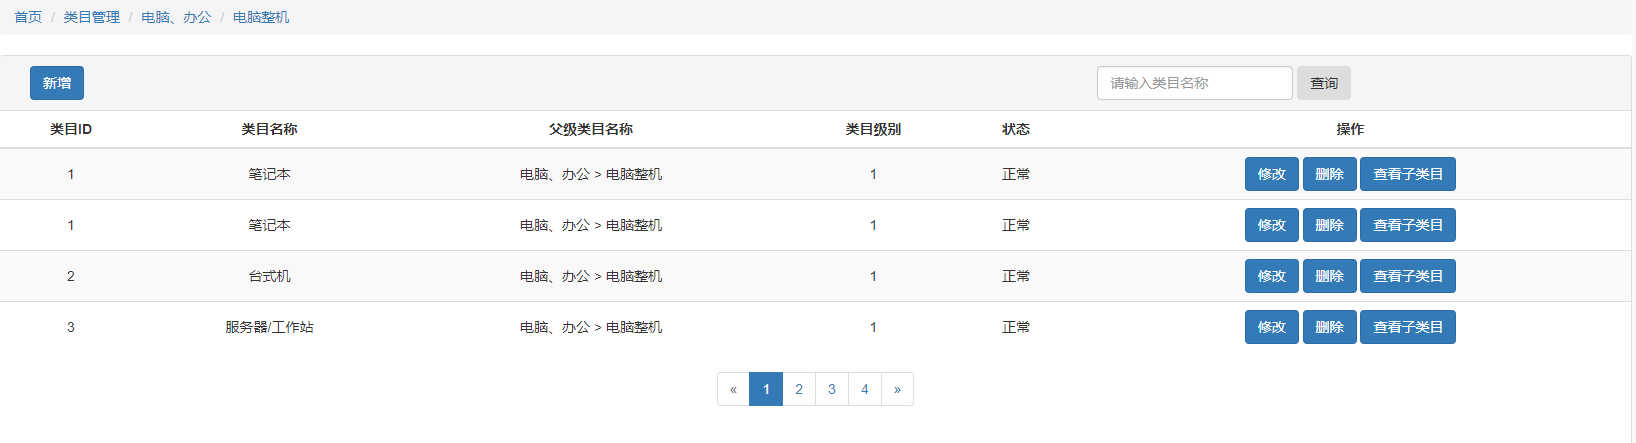 首页 / 类目管理 / 电脑、办公 / 电脑整机
新增 请输入类目名称 查询
类目ID 类目名称 父级类目名称 类目级别 状态 操作
1 笔记本 电脑、办公 > 电脑整机 1 正常 修改 删除 查看子类目
1 笔记本 电脑、办公 > 电脑整机 1 正常 修改 删除 查看子类目
2 台式机 电脑、办公 > 电脑整机 1 正常 修改 删除 查看子类目
3 服务器/工作站 电脑、办公 > 电脑整机 1 正常 修改 删除 查看子类目
« 1 2 3 4 »